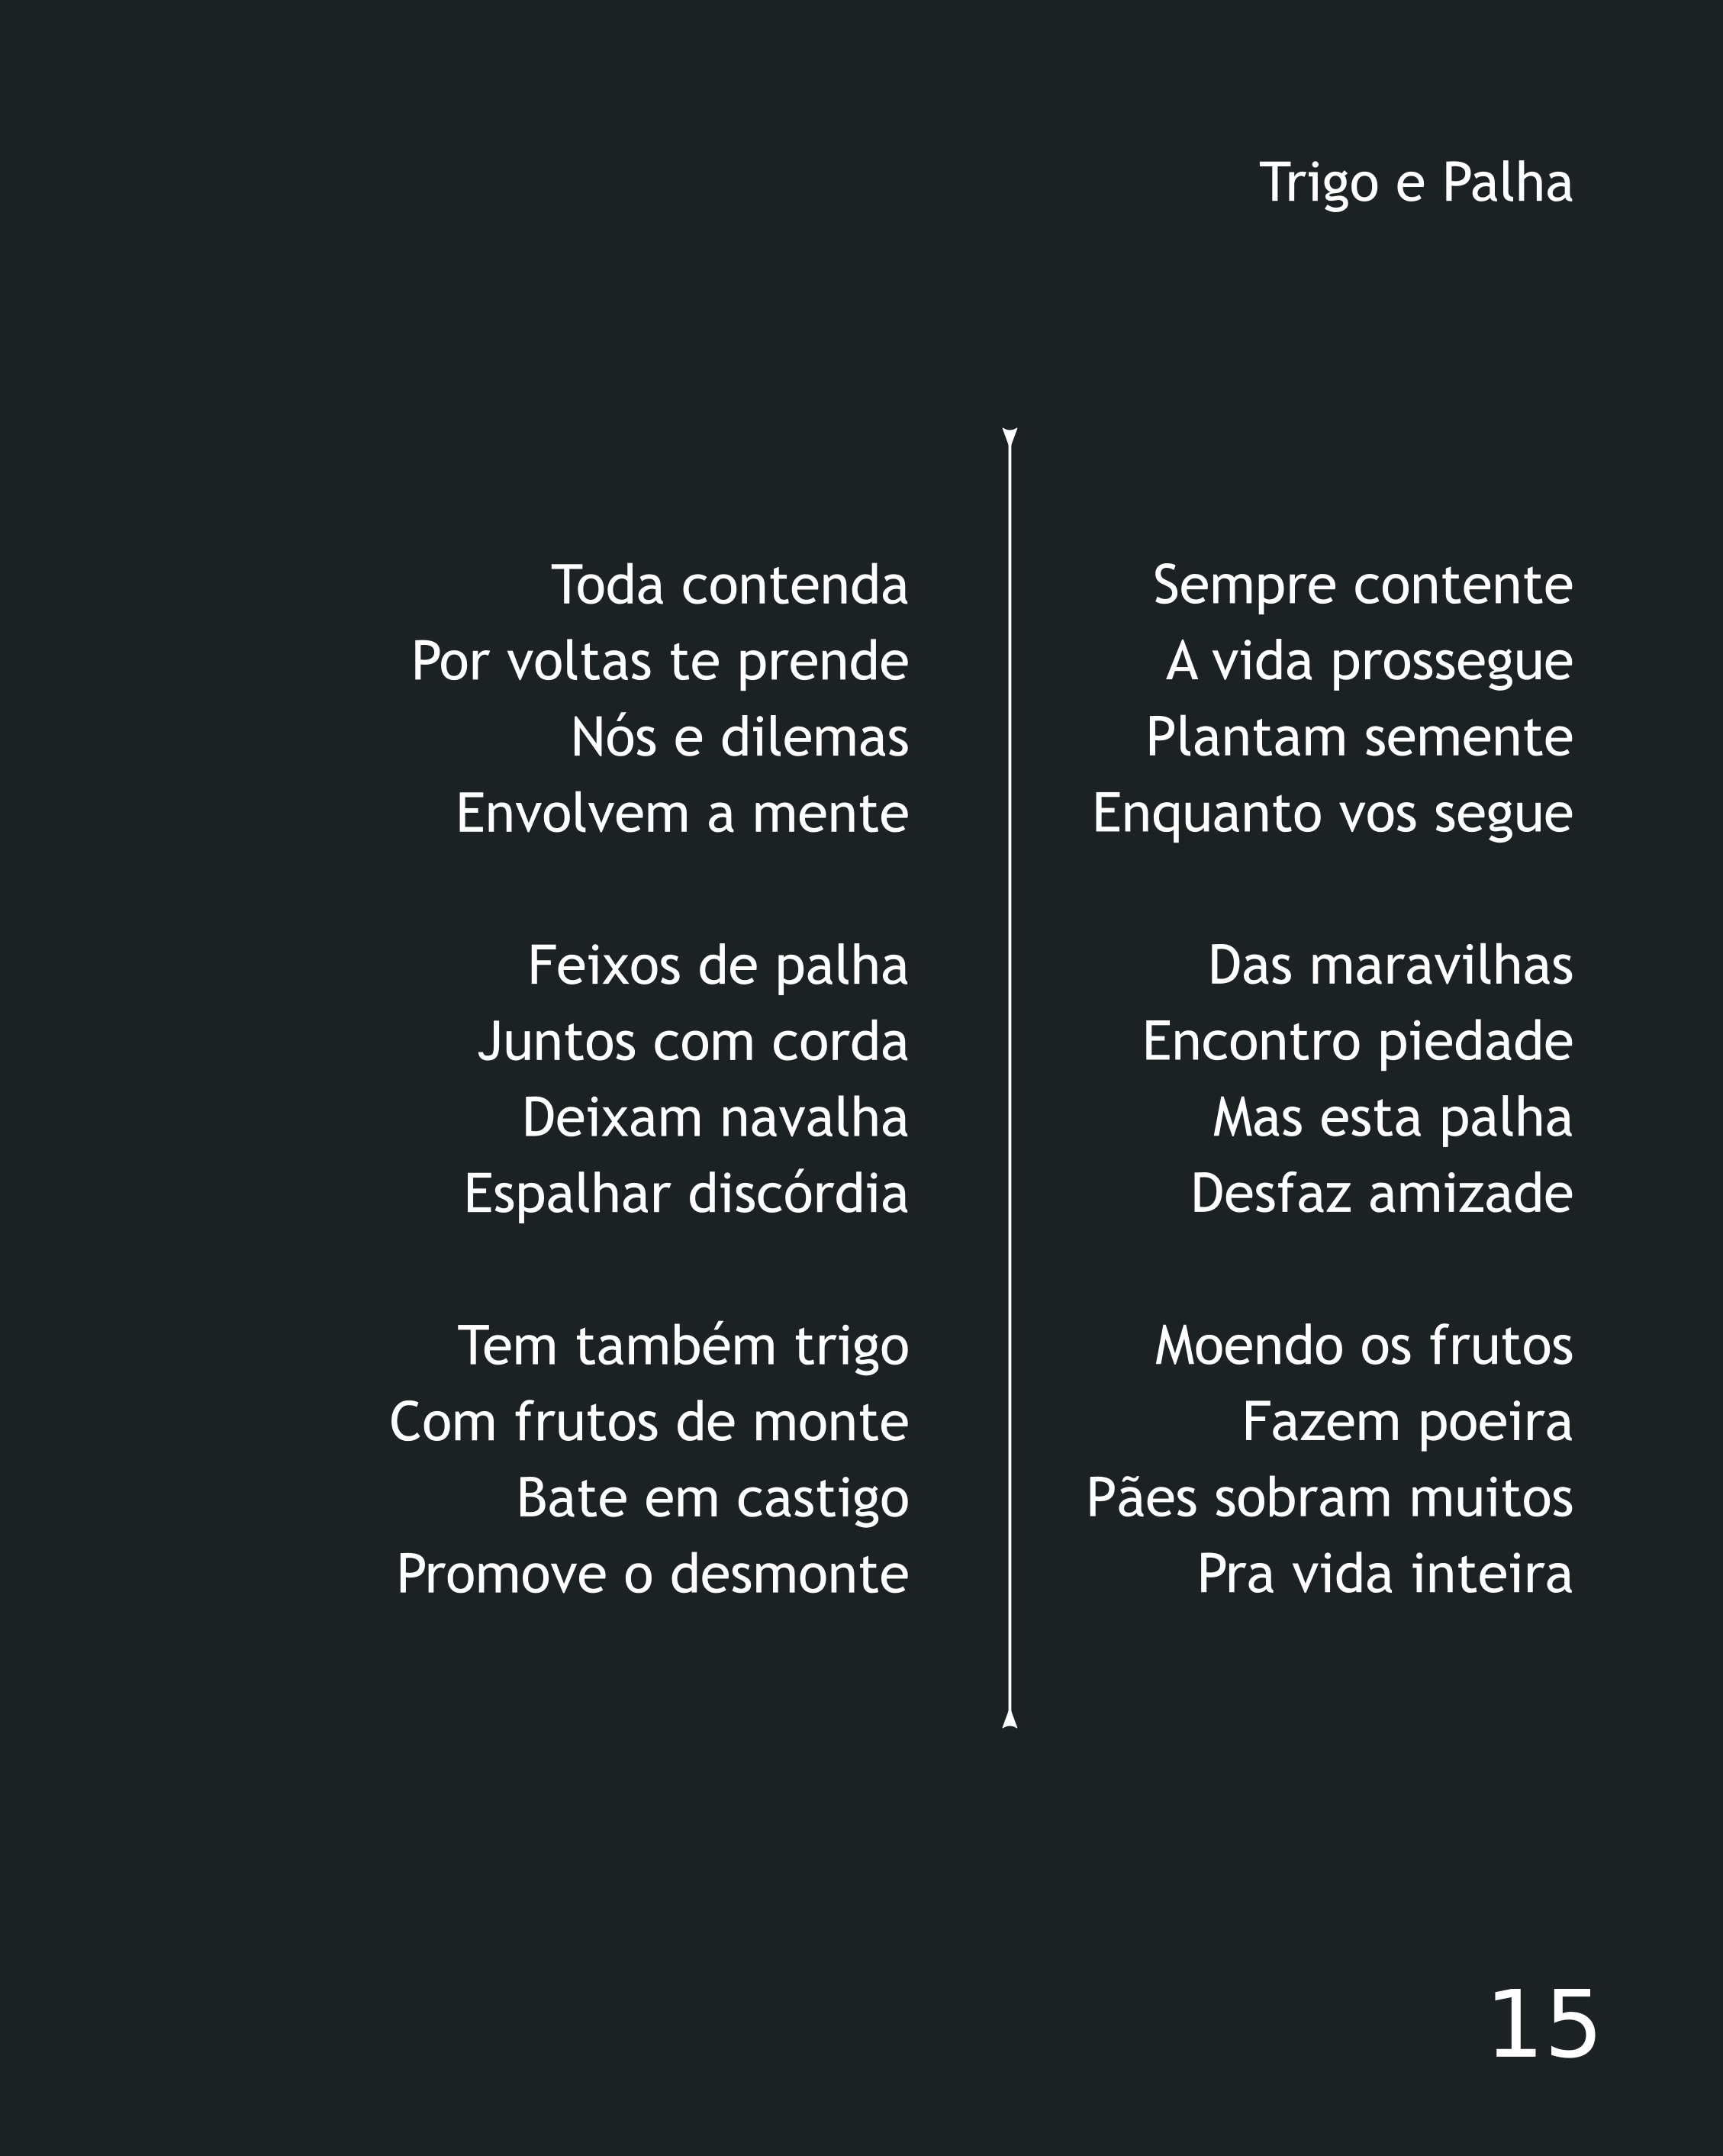 Trigo e Palha
Toda contenda
Por voltas te prende
Nós e dilemas
Envolvem a mente
Feixos de palha
Juntos com corda
Deixam navalha
Espalhar discórdia
Tem também trigo
Com frutos de monte
Bate em castigo
Promove o desmonte
Sempre contente
A vida prossegue
Plantam semente
Enquanto vos segue
Das maravilhas
Encontro piedade
Mas esta palha
Desfaz amizade
Moendo os frutos
Fazem poeira
Pães sobram muitos
Pra vida inteira
15